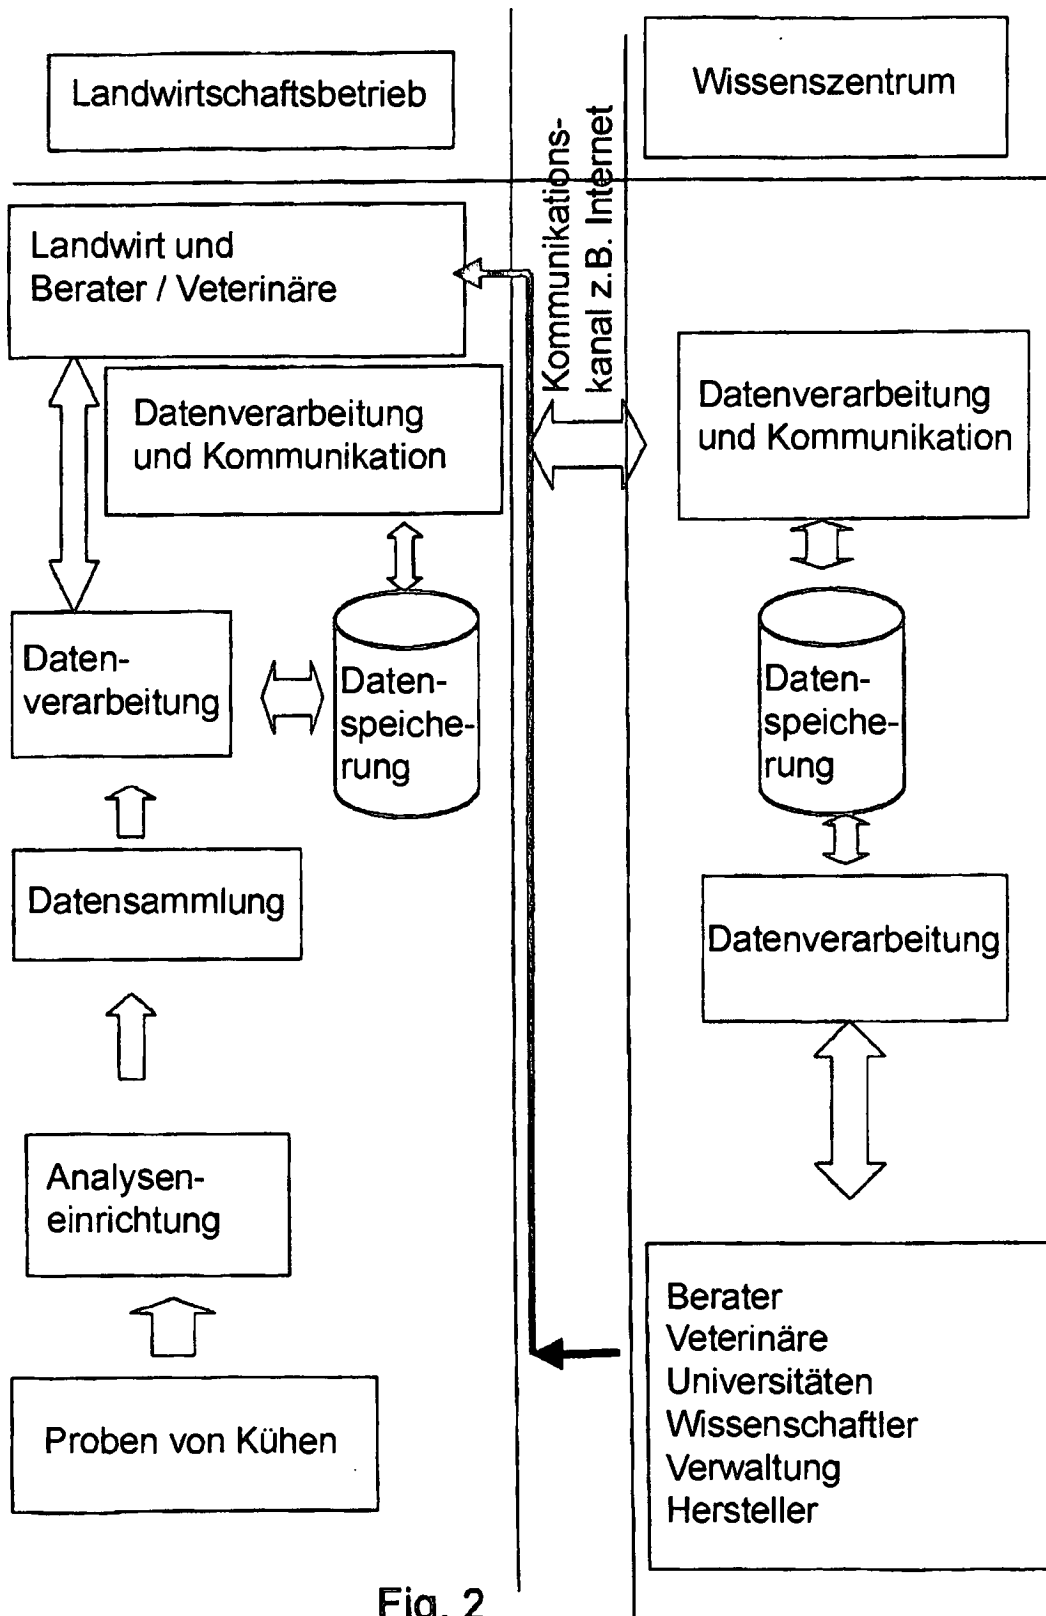 Landwirtschaftsbetrieb
Kommunikations-
kanal z.B. Internet
Wissenszentrum
Landwirt und
Berater / Veterinäre
Datenverarbeitung
und Kommunikation
Daten-
verarbeitung
Daten-
speiche-
rung
Datensammlung
Analysen-
einrichtung
Proben von Kühen
Datenverarbeitung
und Kommunikation
Daten-
speiche-
rung
Datenverarbeitung
Berater
Veterinäre
Universitäten
Wissenschaftler
Verwaltung
Hersteller
Fig. 2